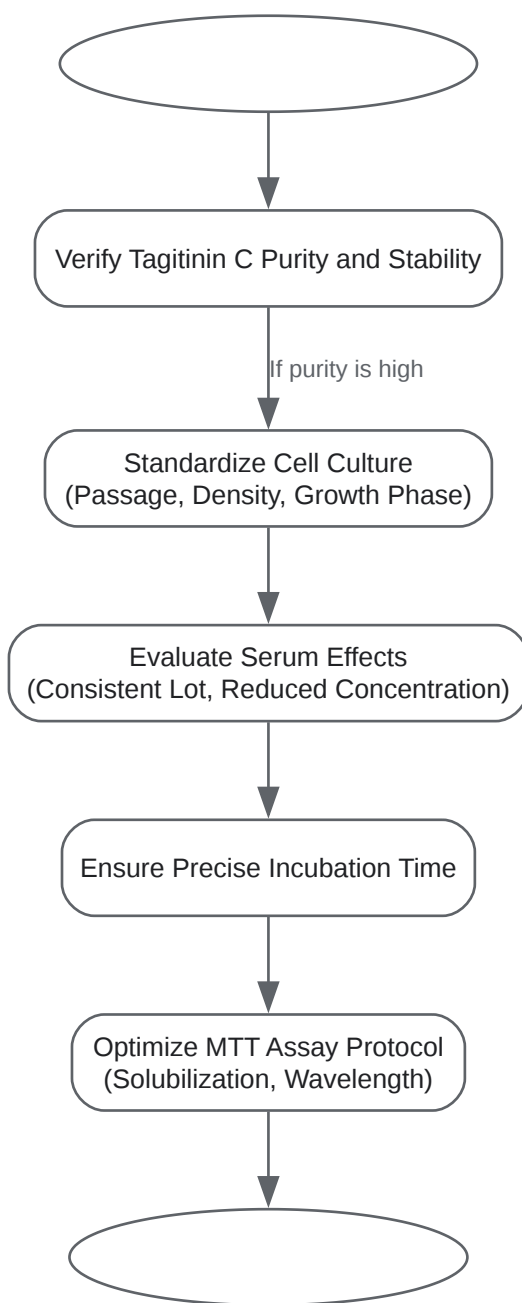 Verify Tagitinin C Purity and Stability
If purity is high
Standardize Cell Culture
(Passage, Density, Growth Phase)
Evaluate Serum Effects
(Consistent Lot, Reduced Concentration)
Ensure Precise Incubation Time
Optimize MTT Assay Protocol
(Solubilization, Wavelength)